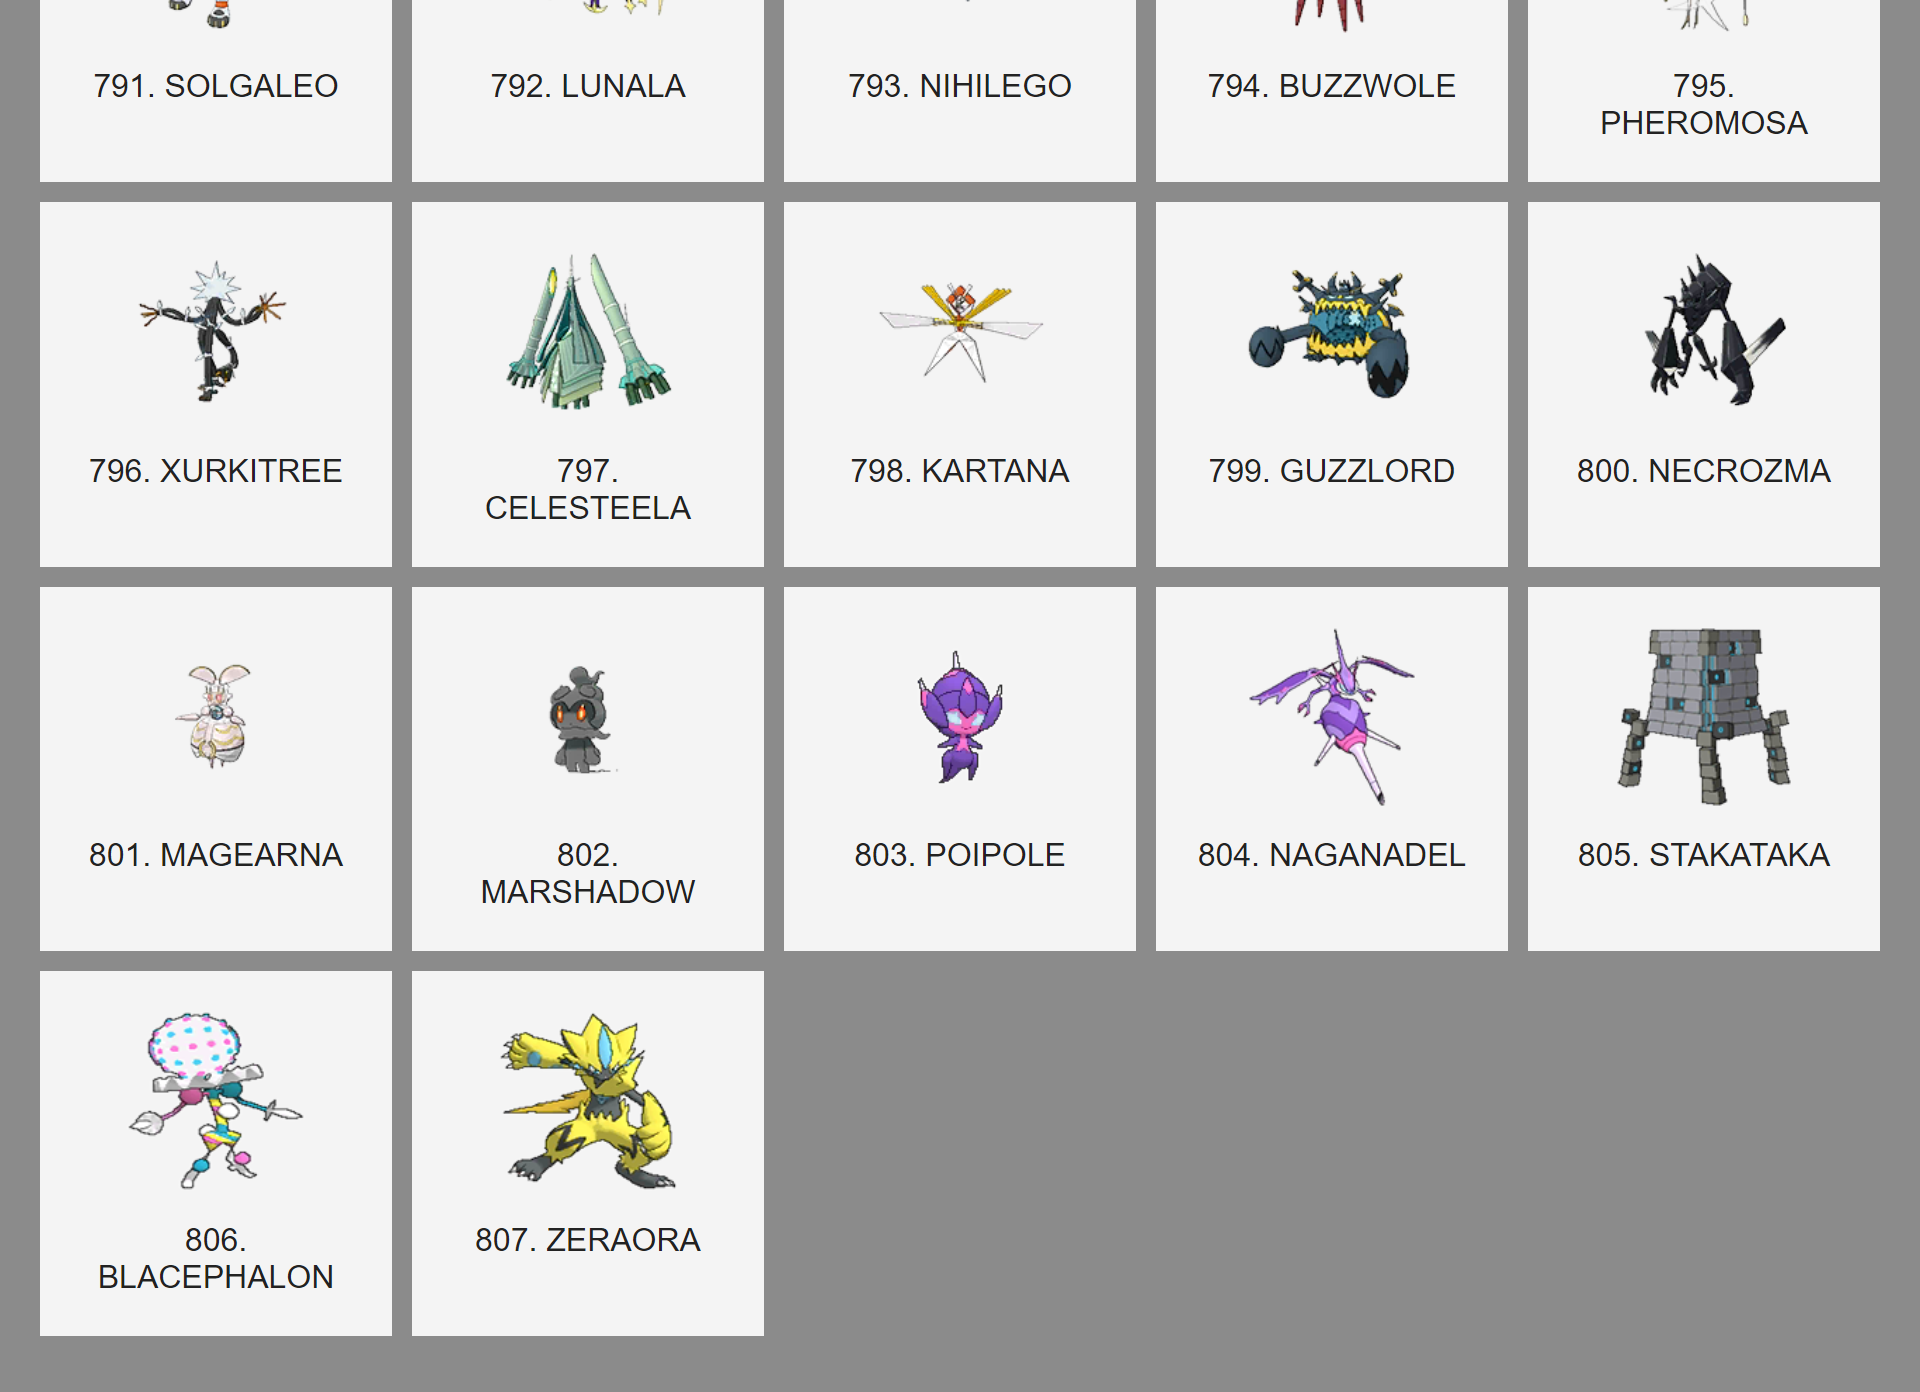 791. SOLGALEO
792. LUNALA
793. NIHILEGO
794. BUZZWOLE
795.
PHEROMOSA
796. XURKITREE
797.
CELESTEELA
798. KARTANA
799. GUZZLORD
800. NECROZMA
801. MAGEARNA
802.
MARSHADOW
803. POIPOLE
804. NAGANADEL
805. STAKATAKA
806.
BLACEPHALON
807. ZERAORA